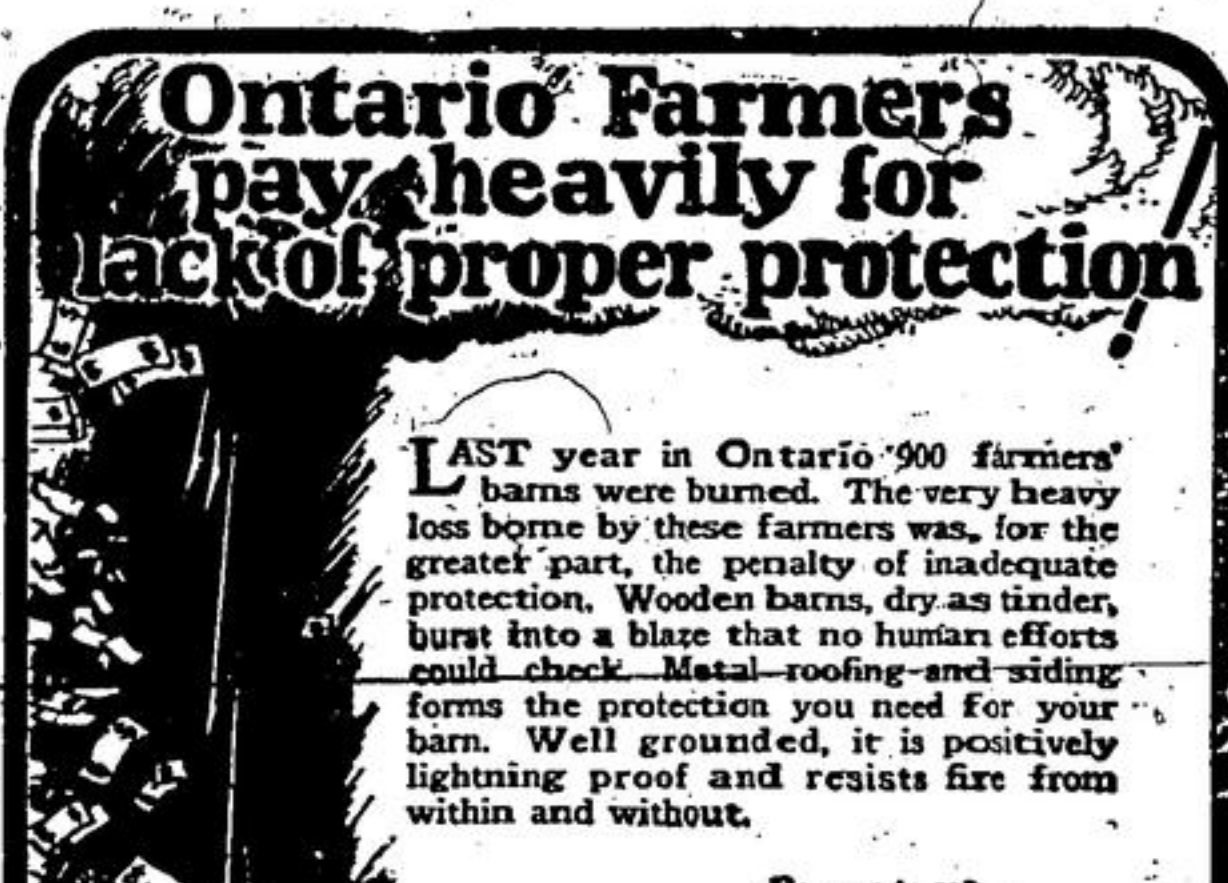 Ontario Farmers
pay heavily for
lack of proper protection
LAST year in Ontario 900 farmers'
barns were burned. The very heavy
loss borne by these farmers was, for the
greater part, the penalty of inadequate
protection. Wooden barns, dry as tinder,
burst into a blaze that no human efforts
could check. Metal roofing and siding
forms the protection you need for your
barn. Well grounded, it is positively
lightning proof and resists fire from
within and without.